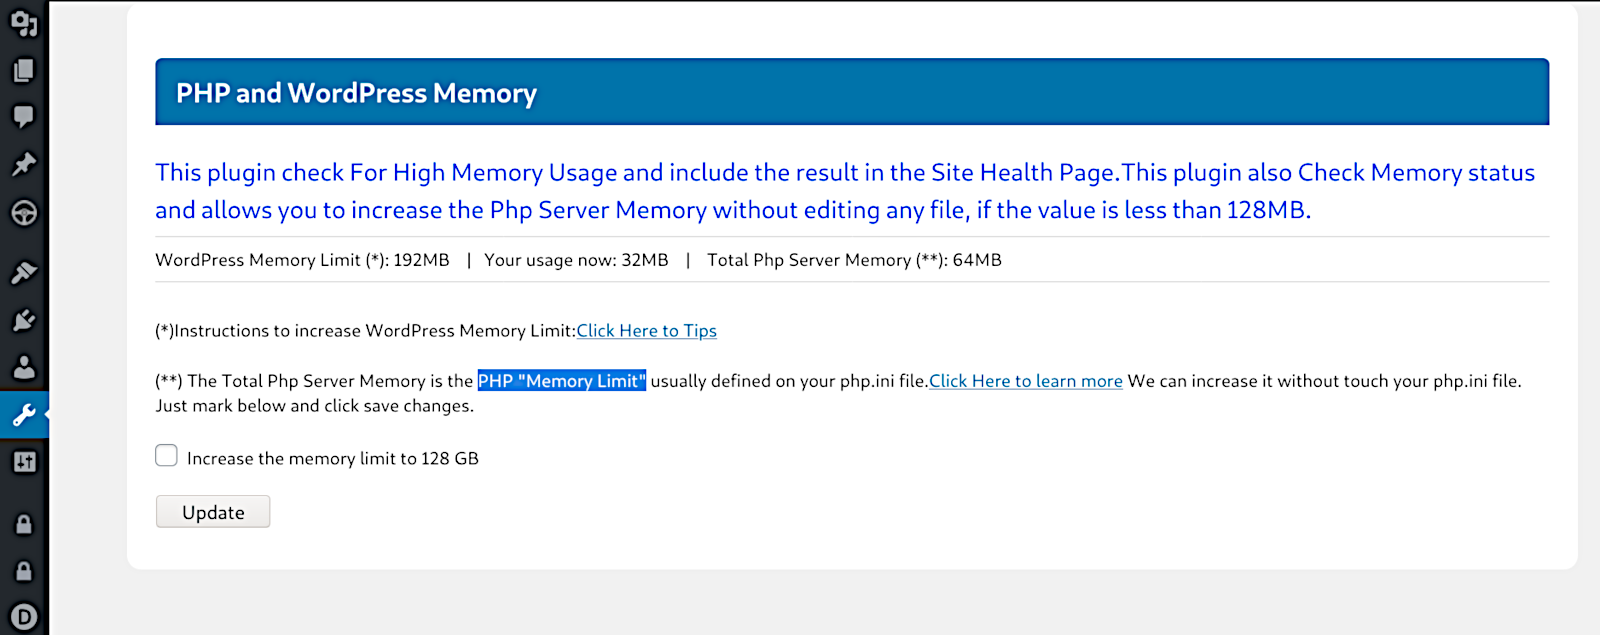 PHP and WordPress Memory
This plugin check For High Memory Usage and include the result in the Site Health Page.This plugin also Check Memory status
and allows you to increase the Php Server Memory without editing any file, if the value is less than 128MB.
WordPress Memory Limit (*): 192MB | Your usage now: 32MB | Total Php Server Memory (**): 64MB
(*)Instructions to increase WordPress Memory Limit:Click Here to Tips
(**) The Total Php Server Memory is the PHP "Memory Limit" usually defined on your php.ini file.Click Here to learn more We can increase it without touch your php.ini file.
Just mark below and click save changes.
Increase the memory limit to 128 GB
Update
D